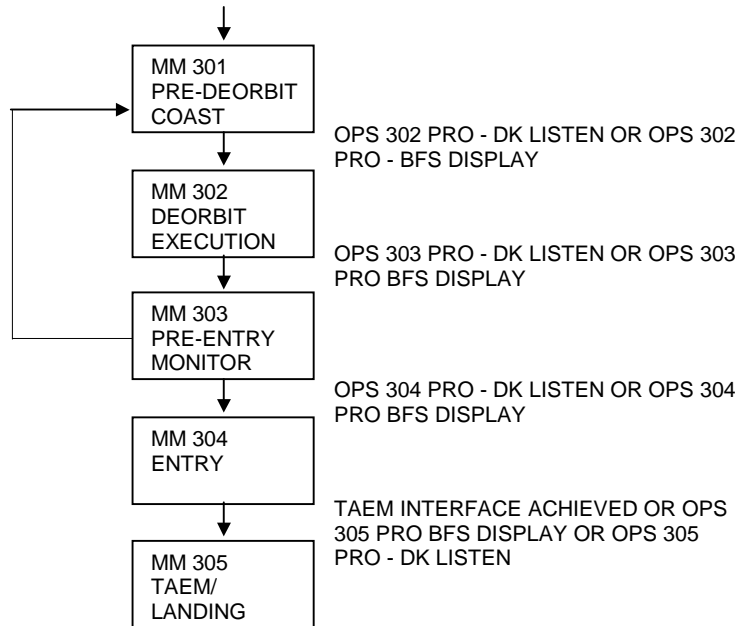 MM 301
PRE-DEORBIT
COAST
OPS 302 PRO - DK LISTEN OR OPS 302
PRO - BFS DISPLAY
MM 302
DEORBIT
EXECUTION
OPS 303 PRO - DK LISTEN OR OPS 303
PRO BFS DISPLAY
MM 303
PRE-ENTRY
MONITOR
OPS 304 PRO - DK LISTEN OR OPS 304
PRO BFS DISPLAY
MM 304
ENTRY
TAEM INTERFACE ACHIEVED OR OPS
305 PRO BFS DISPLAY OR OPS 305
PRO - DK LISTEN
MM 305
TAEM/
LANDING